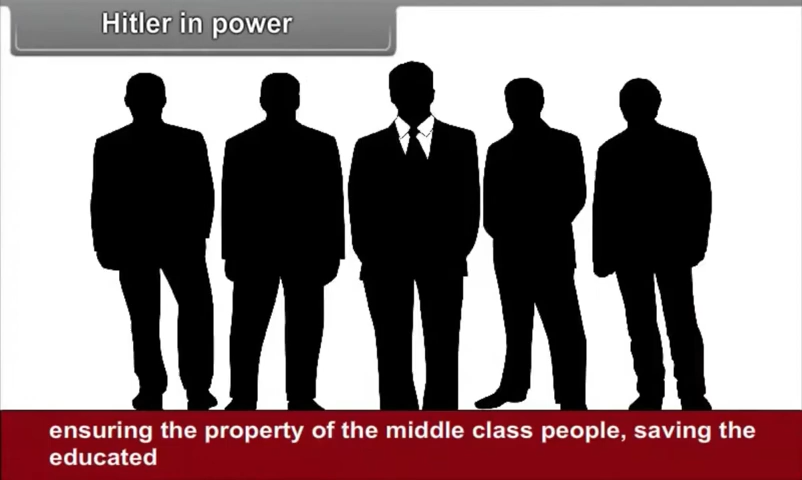 Hitler in power
ensuring the property of the middle class people, saving the
educated